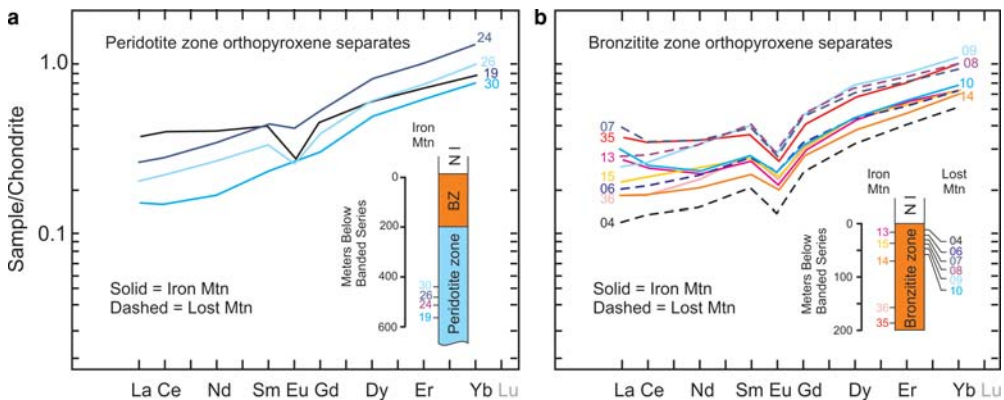 a
Peridotite zone orthopyroxene separates
Sample/Chondrite
1.0
0.1
24
26
19
30
Iron
Mtn
N I
BZ
Peridotite zone
Meters Below
Banded Series
0
200
400
600
30
26
24
19
Solid = Iron Mtn
Dashed = Lost Mtn
La Ce Nd Sm Eu Gd Dy Er Yb Lu
b
Bronzitite zone orthopyroxene separates
09
08
10
14
07
35
13
15
06
36
04
Iron
Mtn
Lost
Mtn
N I
Bronzitite zone
Meters Below
Banded Series
0
100
200
13
15
14
36
35
04
06
07
08
09
10
Solid = Iron Mtn
Dashed = Lost Mtn
La Ce Nd Sm Eu Gd Dy Er Yb Lu